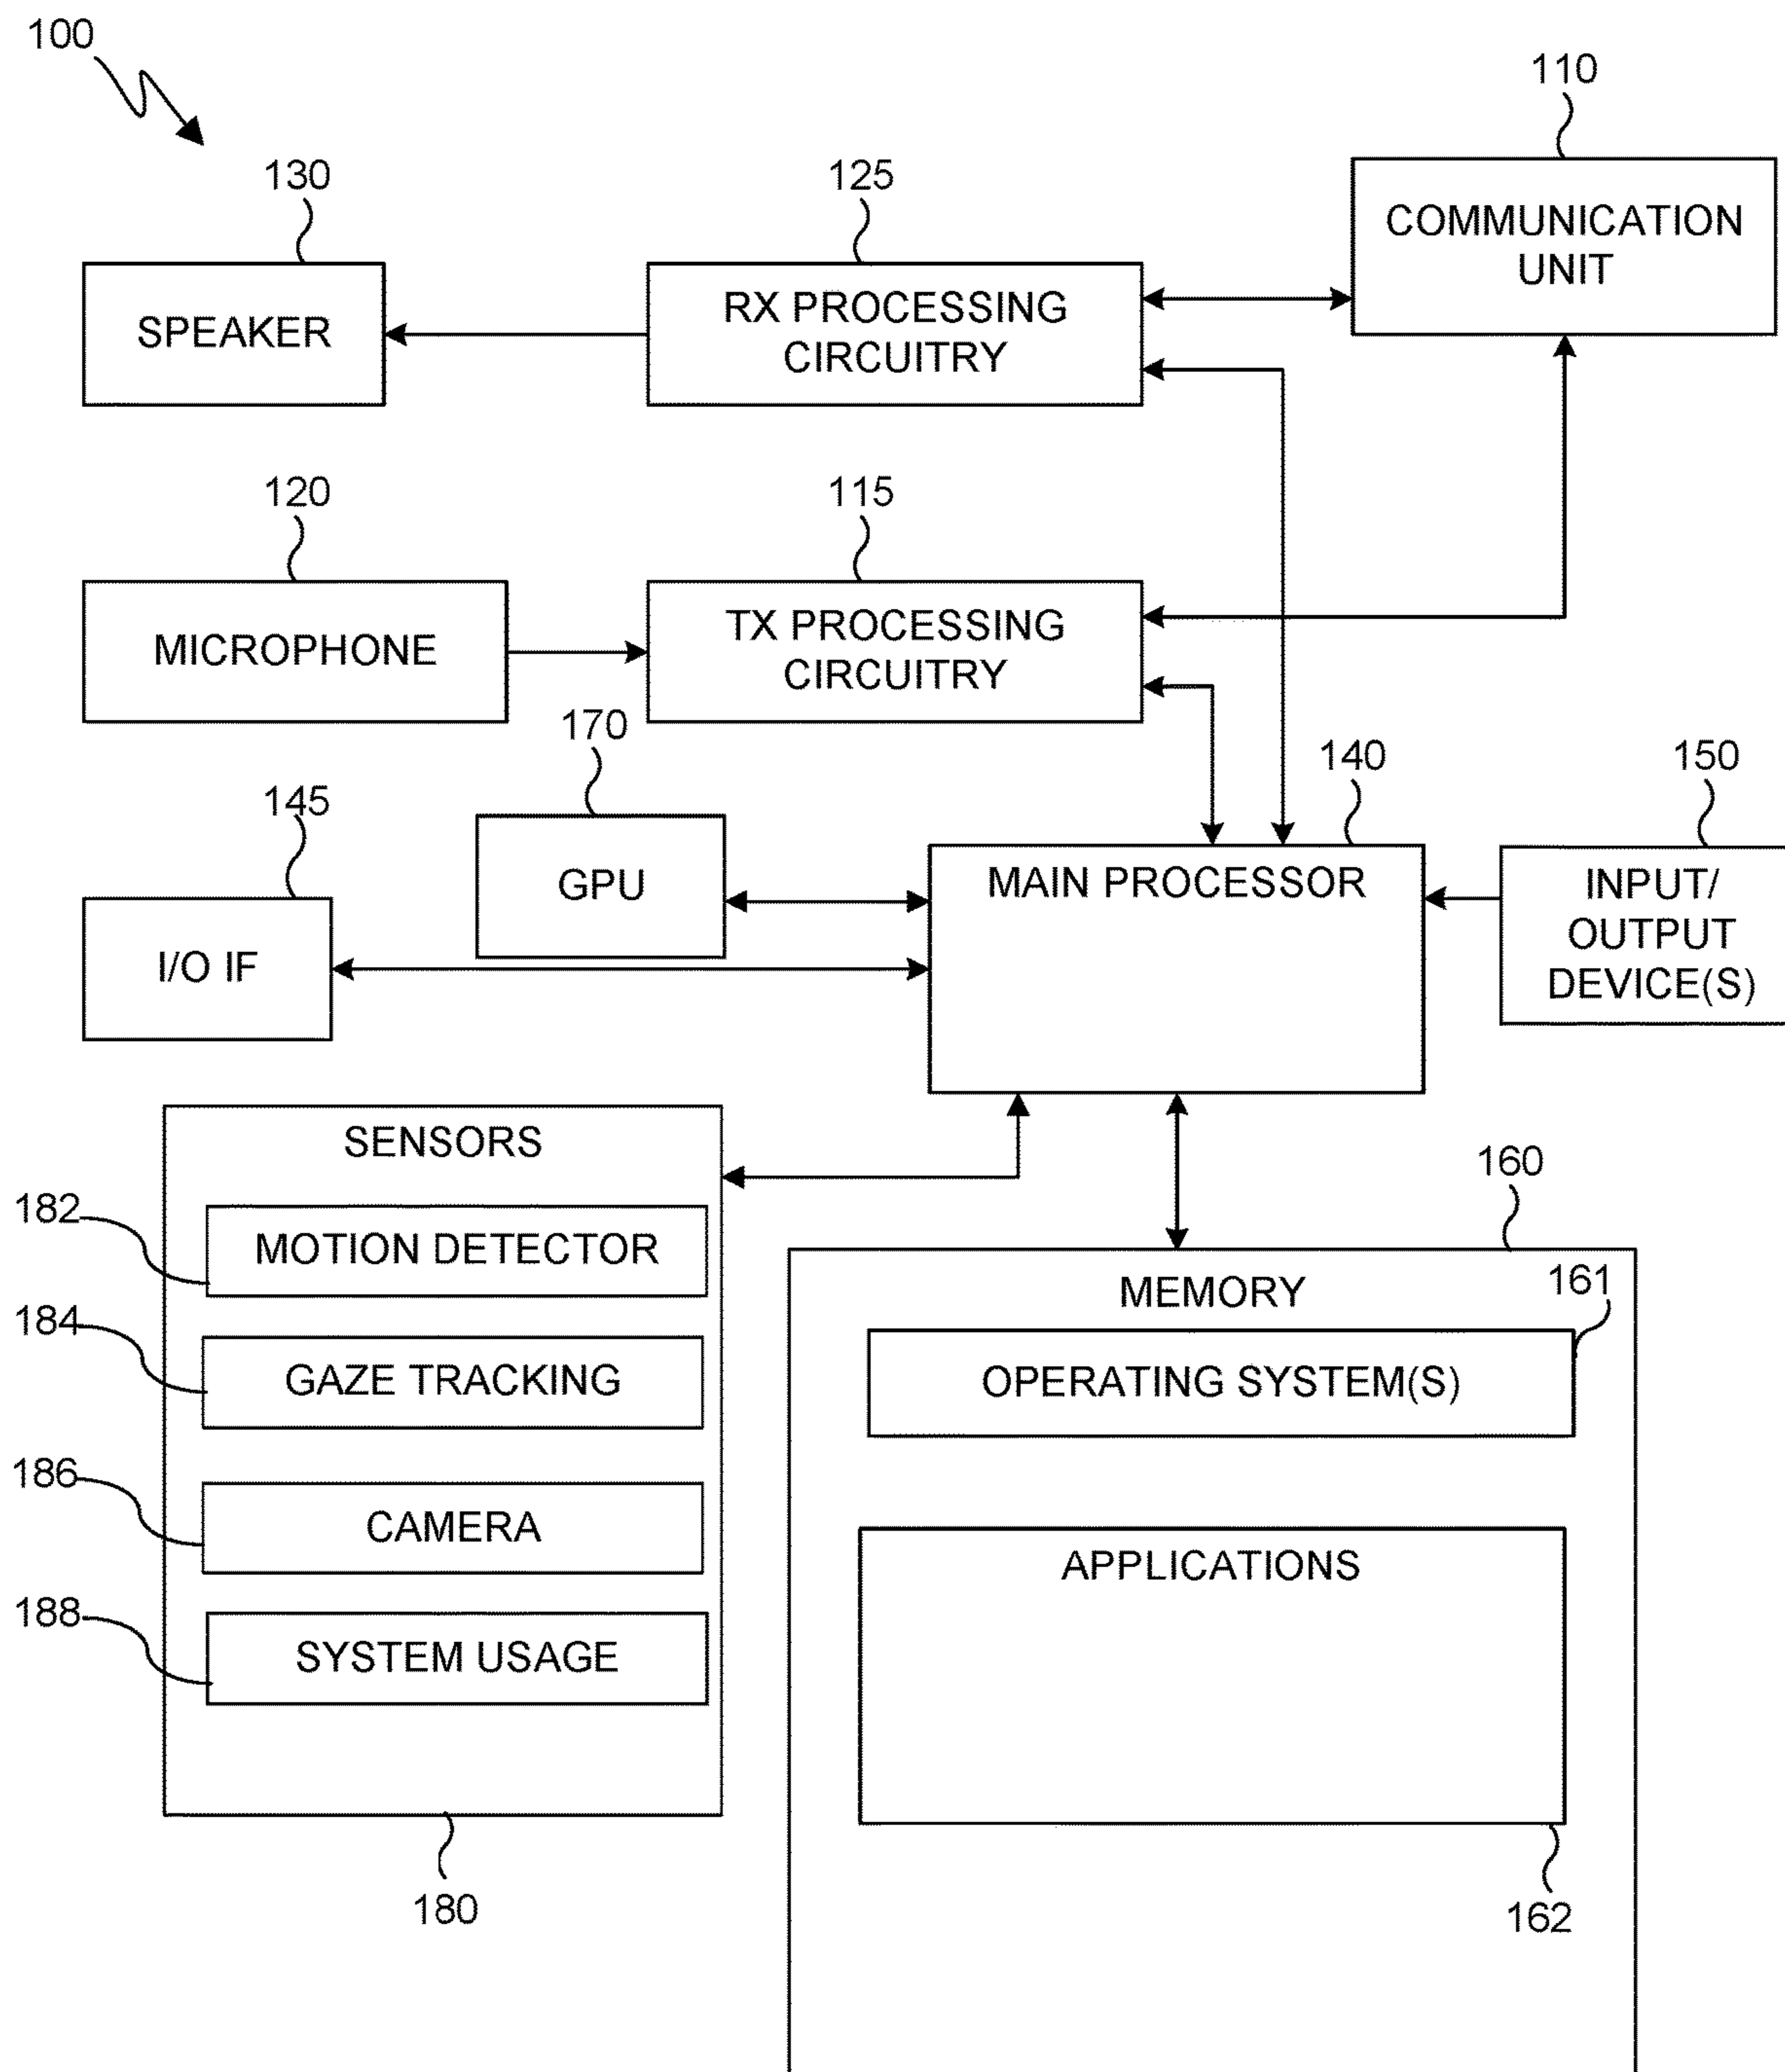 100
110
130
125
COMMUNICATION
UNIT
SPEAKER
RX PROCESSING
CIRCUITRY
120
115
MICROPHONE
TX PROCESSING
CIRCUITRY
170
140
150
145
GPU
MAIN PROCESSOR
INPUT/
OUTPUT
DEVICE(S)
I/O IF
SENSORS
160
182
MOTION DETECTOR
MEMORY
161
184
GAZE TRACKING
OPERATING SYSTEM(S)
186
CAMERA
APPLICATIONS
188
SYSTEM USAGE
180
162